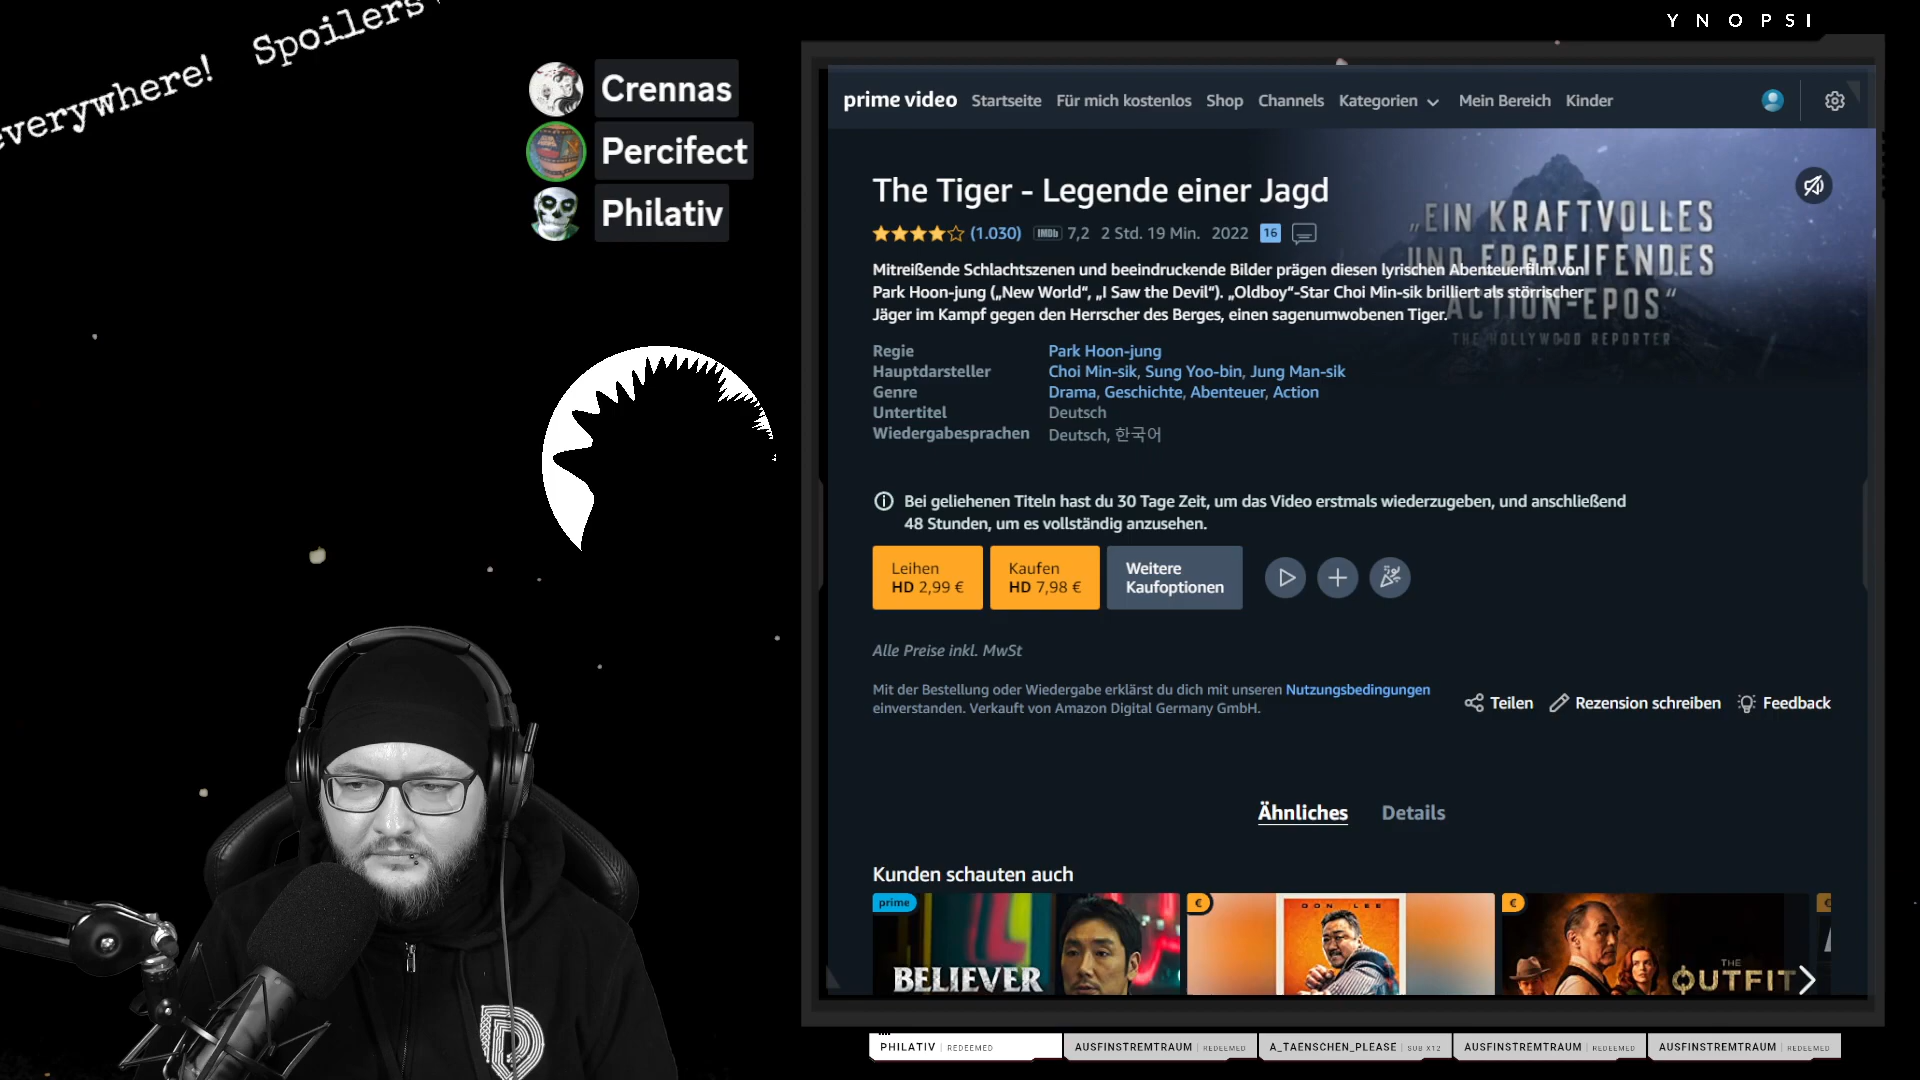 everywhere! Spoilers
YNOPSI
Crennas
Percifect
Philativ
prime video Startseite Für mich kostenlos Shop Channels Kategorien Mein Bereich Kinder
The Tiger - Legende einer Jagd
(1.030) IMDb 7,2 2 Std. 19 Min. 2022 16
„EIN KRAFTVOLLES
UND ERGREIFENDES
ACTION-EPOS“
THE HOLLYWOOD REPORTER
Mitreißende Schlachtszenen und beeindruckende Bilder prägen diesen lyrischen Abenteuerfilm von
Park Hoon-jung („New World“, „I Saw the Devil“). „Oldboy“-Star Choi Min-sik brilliert als störrischer
Jäger im Kampf gegen den Herrscher des Berges, einen sagenumwobenen Tiger.
Regie Park Hoon-jung
Hauptdarsteller Choi Min-sik, Sung Yoo-bin, Jung Man-sik
Genre Drama, Geschichte, Abenteuer, Action
Untertitel Deutsch
Wiedergabesprachen Deutsch, 한국어
Bei geliehenen Titeln hast du 30 Tage Zeit, um das Video erstmals wiederzugeben, und anschließend
48 Stunden, um es vollständig anzusehen.
Leihen
HD 2,99 €
Kaufen
HD 7,98 €
Weitere
Kaufoptionen
Alle Preise inkl. MwSt
Mit der Bestellung oder Wiedergabe erklärst du dich mit unseren Nutzungsbedingungen
einverstanden. Verkauft von Amazon Digital Germany GmbH.
Teilen Rezension schreiben Feedback
Ähnliches Details
Kunden schauten auch
prime
BELIEVER
€
DON LEE
€
THE
OUTFIT
€
PHILATIV | REDEEMED
AUSFINSTREMTRAUM | REDEEMED
A_TAENSCHEN_PLEASE | SUB X12
AUSFINSTREMTRAUM | REDEEMED
AUSFINSTREMTRAUM | REDEEMED